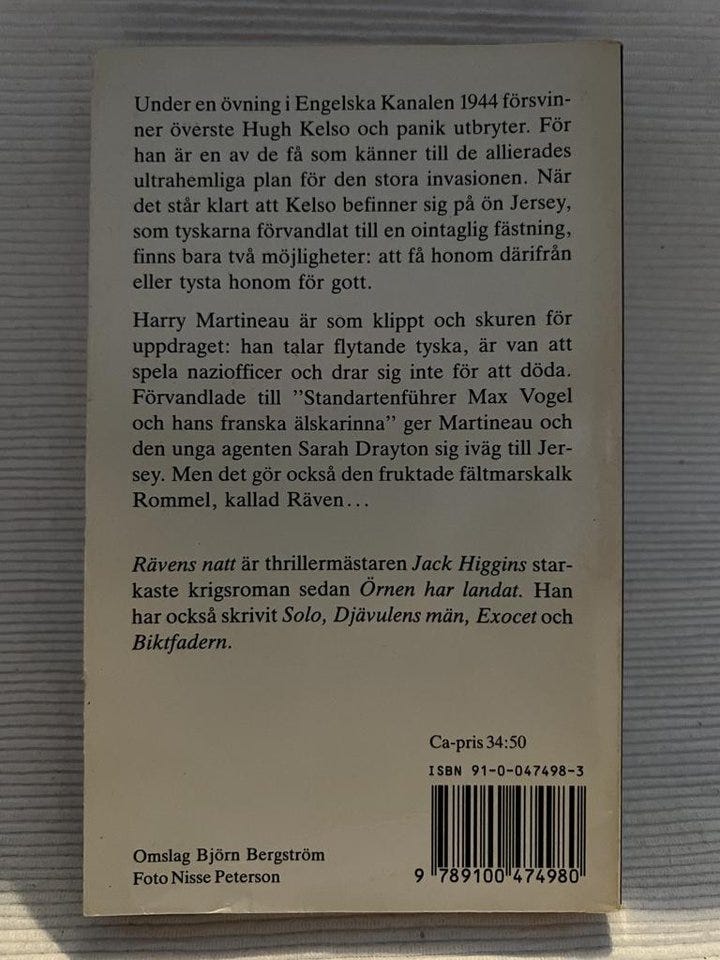 Under en övning i Engelska Kanalen 1944 försvin-
ner överste Hugh Kelso och panik utbryter. För
han är en av de få som känner till de allierades
ultrahemliga plan för den stora invasionen. När
det står klart att Kelso befinner sig på ön Jersey,
som tyskarna förvandlat till en ointaglig fästning,
finns bara två möjligheter: att få honom därifrån
eller tysta honom för gott.
Harry Martineau är som klippt och skuren för
uppdraget: han talar flytande tyska, är van att
spela naziofficer och drar sig inte för att döda.
Förvandlade till ”Standartenführer Max Vogel
och hans franska älskarinna” ger Martineau och
den unga agenten Sarah Drayton sig iväg till Jer-
sey. Men det gör också den fruktade fältmarskalk
Rommel, kallad Räven...
Rävens natt är thrillermästaren Jack Higgins star-
kaste krigsroman sedan Örnen har landat. Han
har också skrivit Solo, Djävulens män, Exocet och
Biktfadern.
Ca-pris 34:50
ISBN 91-0-047498-3
9 789100 474980
Omslag Björn Bergström
Foto Nisse Peterson